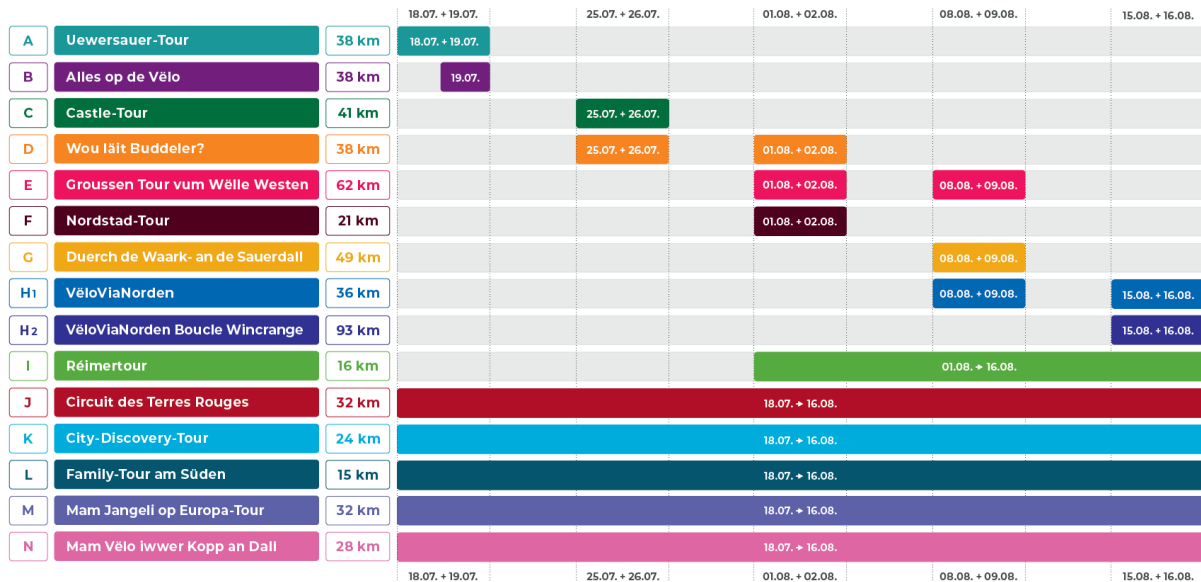 18.07. + 19.07. 25.07. + 26.07. 01.08. + 02.08. 08.08. + 09.08. 15.08. + 16.08.
A Uewersauer-Tour 38 km 18.07. + 19.07.
B Alles op de Vëlo 38 km 19.07.
C Castle-Tour 41 km 25.07. + 26.07.
D Wou läit Buddeler? 38 km 25.07. + 26.07. 01.08. + 02.08.
E Groussen Tour vum Wëlle Westen 62 km 01.08. + 02.08. 08.08. + 09.08.
F Nordstad-Tour 21 km 01.08. + 02.08.
G Duerch de Waark- an de Sauerdall 49 km 08.08. + 09.08.
H1 VëloViaNorden 36 km 08.08. + 09.08. 15.08. + 16.08.
H2 VëloViaNorden Boucle Wincrange 93 km 15.08. + 16.08.
I Réimertour 16 km 01.08. → 16.08.
J Circuit des Terres Rouges 32 km 18.07. → 16.08.
K City-Discovery-Tour 24 km 18.07. → 16.08.
L Family-Tour am Süden 15 km 18.07. → 16.08.
M Mam Jangeli op Europa-Tour 32 km 18.07. → 16.08.
N Mam Vëlo iwwer Kopp an Dall 28 km 18.07. → 16.08.
18.07. + 19.07. 25.07. + 26.07. 01.08. + 02.08. 08.08. + 09.08. 15.08. + 16.08.